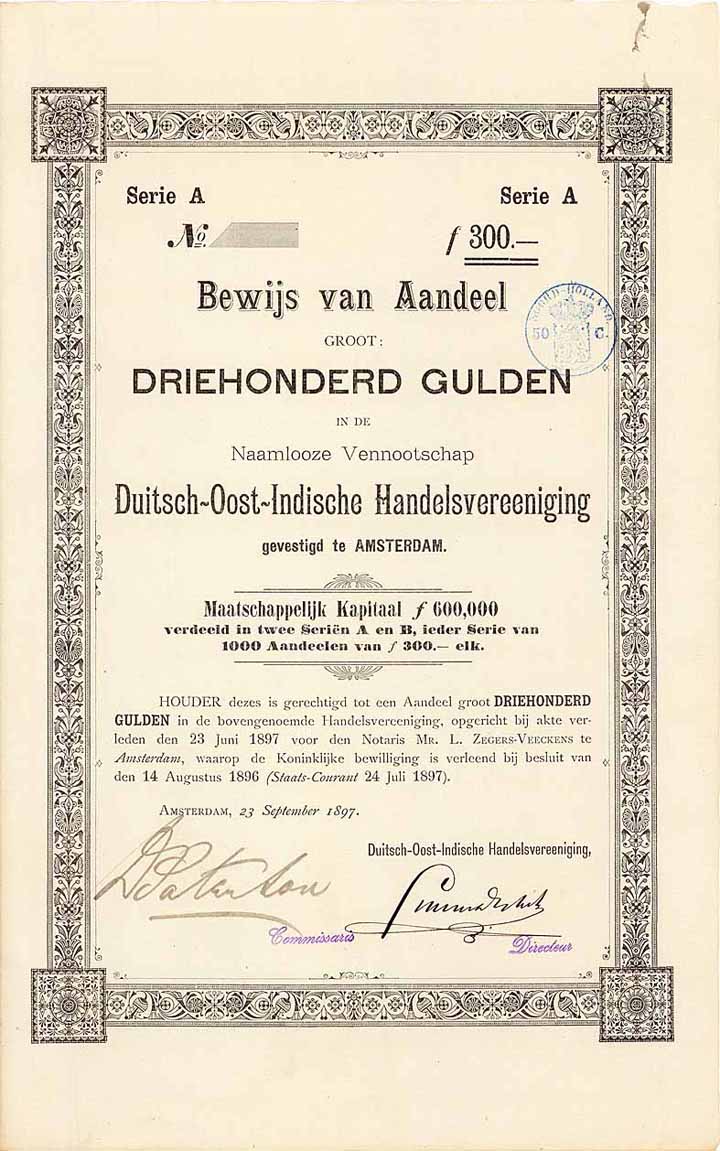 Serie A Serie A
No. f 300.—
Bewijs van Aandeel
NOORD-HOLLAND
50 C.
GROOT:
DRIEHONDERD GULDEN
IN DE
Naamlooze Vennootschap
Duitsch-Oost-Indische Handelsvereeniging
gevestigd te AMSTERDAM.
Maatschappelijk Kapitaal f 600,000
verdeeld in twee Seriën A en B, ieder Serie van
1000 Aandeelen van f 300.— elk.
HOUDER dezes is gerechtigd tot een Aandeel groot DRIEHONDERD
GULDEN in de bovengenoemde Handelsvereeniging, opgericht bij akte ver-
leden den 23 Juni 1897 voor den Notaris MR. L. ZEGERS-VEECKENS te
Amsterdam, waarop de Koninklijke bewilliging is verleend bij besluit van
den 14 Augustus 1896 (Staats-Courant 24 Juli 1897).
AMSTERDAM, 23 September 1897.
Duitsch-Oost-Indische Handelsvereeniging,
Commissaris
Directeur